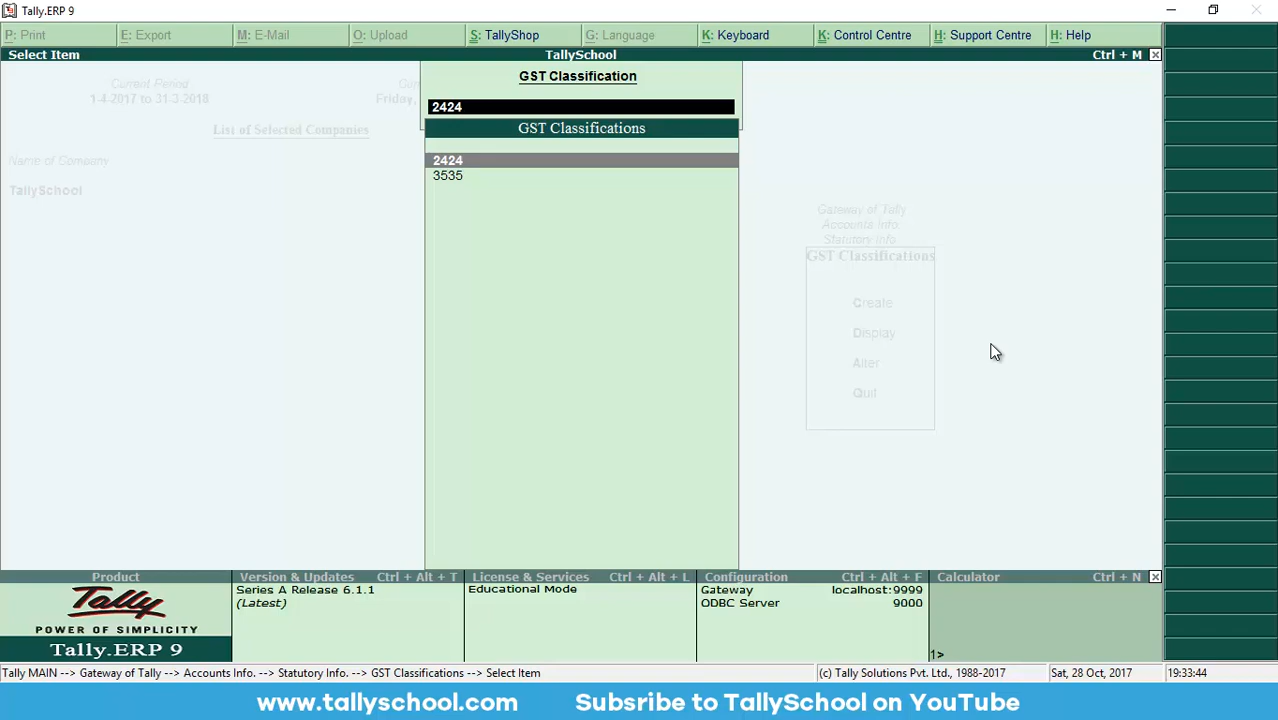 Tally.ERP 9
P: Print
E: Export
M: E-Mail
O: Upload
S: TallyShop
G: Language
K: Keyboard
K: Control Centre
H: Support Centre
H: Help
Select Item
TallySchool
Ctrl + M
Current Period
1-4-2017 to 31-3-2018
Friday,
List of Selected Companies
Name of Company
TallySchool
GST Classification
2424
GST Classifications
2424
3535
Gateway of Tally
Accounts Info.
Statutory Info.
GST Classifications
Create
Display
Alter
Quit
Product
Tally
POWER OF SIMPLICITY
Tally.ERP 9
Version & Updates Ctrl + Alt + T
Series A Release 6.1.1
(Latest)
License & Services Ctrl + Alt + L
Educational Mode
Configuration Ctrl + Alt + F
Gateway localhost:9999
ODBC Server 9000
Calculator Ctrl + N
1>
Tally MAIN --> Gateway of Tally --> Accounts Info. --> Statutory Info. --> GST Classifications --> Select Item
(c) Tally Solutions Pvt. Ltd., 1988-2017
Sat, 28 Oct, 2017
19:33:44
www.tallyschool.com
Subsribe to TallySchool on YouTube